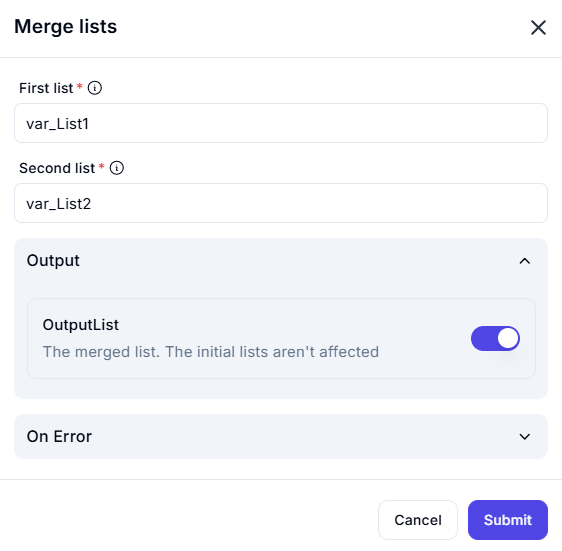 Merge lists
First list *
var_List1
Second list *
var_List2
Output
OutputList
The merged list. The initial lists aren't affected
On Error
Cancel
Submit